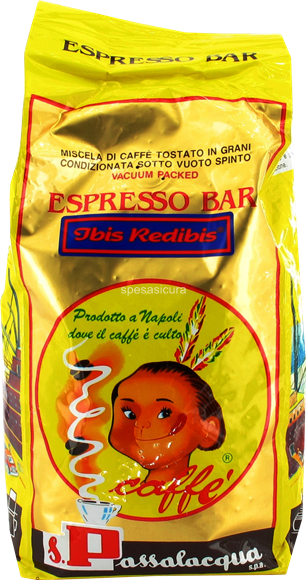 ESPRESSO BAR
MISCELA DI CAFFÈ TOSTATO IN GRANI
CONDIZIONATA SOTTO VUOTO SPINTO
VACUUM PACKED
ESPRESSO BAR
Ibis Redibis®
spesasicura
Prodotto a Napoli
dove il caffè è culto
caffè®
S. Passalacqua
s.p.a.